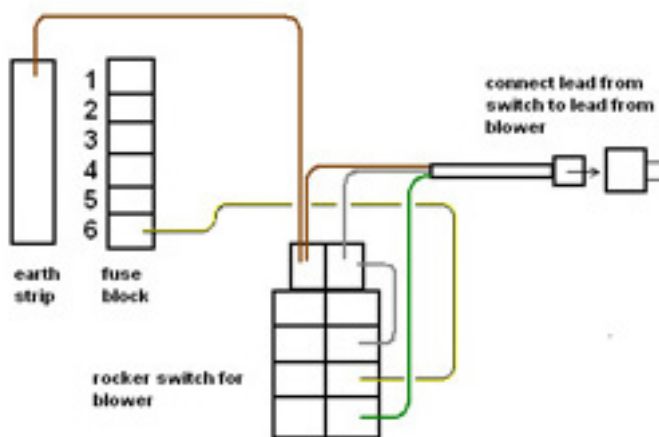 1
2
3
4
5
6
earth
strip
fuse
block
connect lead from
switch to lead from
blower
rocker switch for
blower